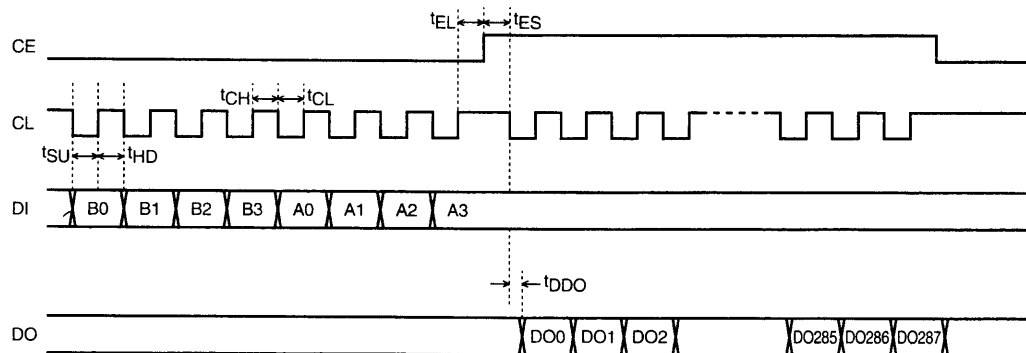 tEL tES
CE
tCH tCL
CL
tSU tHD
DI B0 B1 B2 B3 A0 A1 A2 A3
tDDO
DO DO0 DO1 DO2 DO285 DO286 DO287